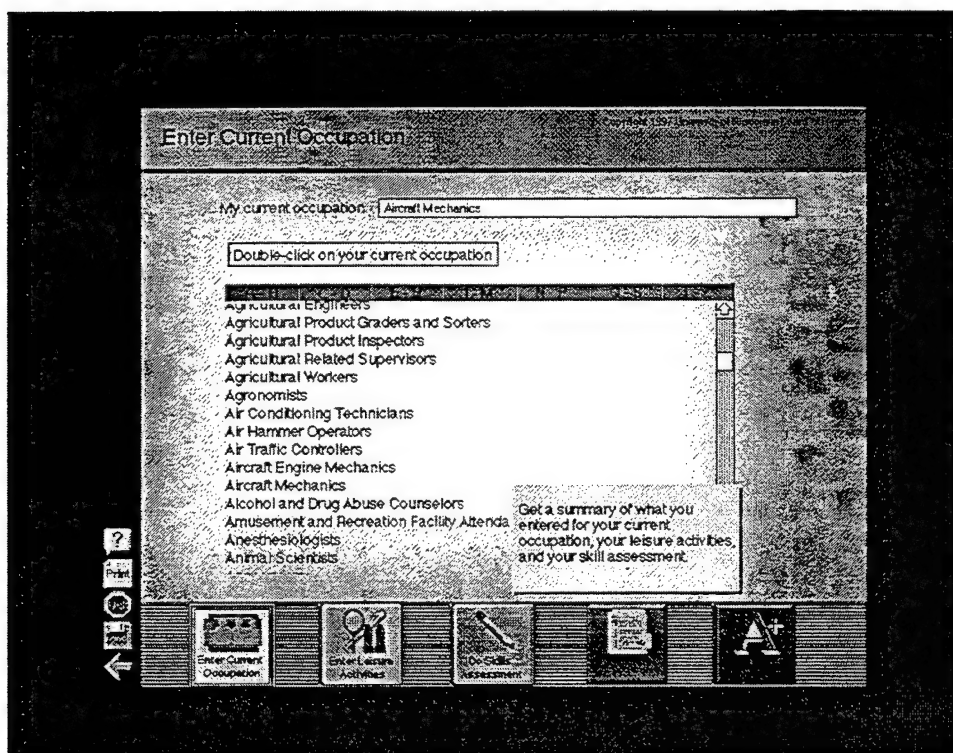 Enter Current Occupation
Copyright 1997
My current occupation: Aircraft Mechanics
Double-click on your current occupation
Agricultural Engineers
Agricultural Product Graders and Sorters
Agricultural Product Inspectors
Agricultural Related Supervisors
Agricultural Workers
Agronomists
Air Conditioning Technicians
Air Hammer Operators
Air Traffic Controllers
Aircraft Engine Mechanics
Aircraft Mechanics
Alcohol and Drug Abuse Counselors
Amusement and Recreation Facility Attenda
Anesthesiologists
Animal Scientists
Get a summary of what you
entered for your current
occupation, your leisure activities,
and your skill assessment.
?
Print
Enter Current
Occupation
Enter Leisure
Activities
Do Skills
Assessment
A+